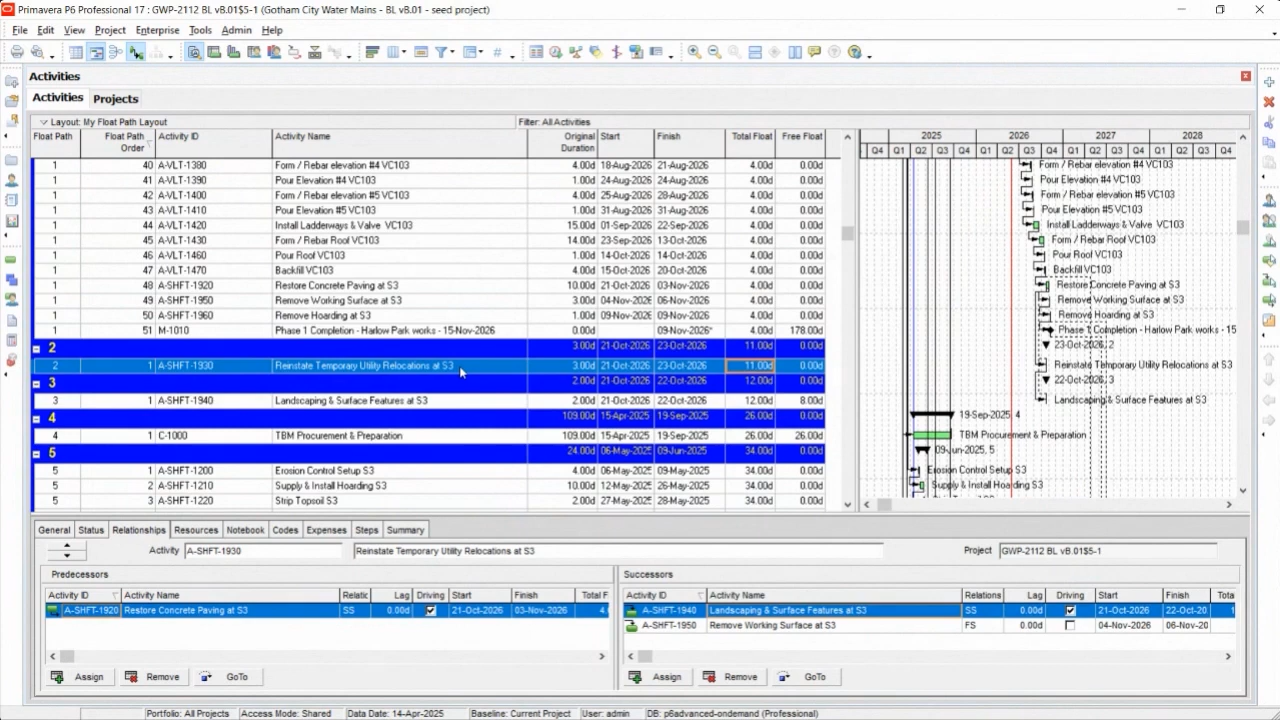 Primavera P6 Professional 17 : GWP-2112 BL vB.01$5-1 (Gotham City Water Mains - BL vB.01 - seed project)
File Edit View Project Enterprise Tools Admin Help
Activities
Activities Projects
Layout: My Float Path Layout Filter: All Activities
Float Path Float Path Order Activity ID Activity Name Original Duration Start Finish Total Float Free Float
2025 2026 2027 2028
Q4 Q1 Q2 Q3 Q4 Q1 Q2 Q3 Q4 Q1 Q2 Q3 Q4 Q1 Q2 Q3 Q4
1 40 A-VLT-1380 Form / Rebar elevation #4 VC103 4.00d 18-Aug-2026 21-Aug-2026 4.00d 0.00d Form / Rebar elevation #4 VC103
1 41 A-VLT-1390 Pour Elevation #4 VC103 1.00d 24-Aug-2026 24-Aug-2026 4.00d 0.00d Pour Elevation #4 VC103
1 42 A-VLT-1400 Form / Rebar elevation #5 VC103 4.00d 25-Aug-2026 28-Aug-2026 4.00d 0.00d Form / Rebar elevation #5 VC103
1 43 A-VLT-1410 Pour Elevation #5 VC103 1.00d 31-Aug-2026 31-Aug-2026 4.00d 0.00d Pour Elevation #5 VC103
1 44 A-VLT-1420 Install Ladderways & Valve VC103 15.00d 01-Sep-2026 22-Sep-2026 4.00d 0.00d Install Ladderways & Valve VC103
1 45 A-VLT-1430 Form / Rebar Roof VC103 14.00d 23-Sep-2026 13-Oct-2026 4.00d 0.00d Form / Rebar Roof VC103
1 46 A-VLT-1460 Pour Roof VC103 1.00d 14-Oct-2026 14-Oct-2026 4.00d 0.00d Pour Roof VC103
1 47 A-VLT-1470 Backfill VC103 4.00d 15-Oct-2026 20-Oct-2026 4.00d 0.00d Backfill VC103
1 48 A-SHFT-1920 Restore Concrete Paving at S3 10.00d 21-Oct-2026 03-Nov-2026 4.00d 0.00d Restore Concrete Paving at S3
1 49 A-SHFT-1950 Remove Working Surface at S3 3.00d 04-Nov-2026 06-Nov-2026 4.00d 0.00d Remove Working Surface at S3
1 50 A-SHFT-1960 Remove Hoarding at S3 1.00d 09-Nov-2026 09-Nov-2026 4.00d 0.00d Remove Hoarding at S3
1 51 M-1010 Phase 1 Completion - Harlow Park works - 15-Nov-2026 0.00d 09-Nov-2026* 4.00d 178.00d Phase 1 Completion - Harlow Park works - 15
2 3.00d 21-Oct-2026 23-Oct-2026 11.00d 0.00d 23-Oct-2026, 2
2 1 A-SHFT-1930 Reinstate Temporary Utility Relocations at S3 3.00d 21-Oct-2026 23-Oct-2026 11.00d 0.00d Reinstate Temporary Utility Relocations at S3
3 2.00d 21-Oct-2026 22-Oct-2026 12.00d 0.00d 22-Oct-2026, 3
3 1 A-SHFT-1940 Landscaping & Surface Features at S3 2.00d 21-Oct-2026 22-Oct-2026 12.00d 8.00d Landscaping & Surface Features at S3
4 109.00d 15-Apr-2025 19-Sep-2025 26.00d 0.00d 19-Sep-2025, 4
4 1 C-1000 TBM Procurement & Preparation 109.00d 15-Apr-2025 19-Sep-2025 26.00d 26.00d TBM Procurement & Preparation
5 24.00d 06-May-2025 09-Jun-2025 34.00d 0.00d 09-Jun-2025, 5
5 1 A-SHFT-1200 Erosion Control Setup S3 4.00d 06-May-2025 09-May-2025 34.00d 0.00d Erosion Control Setup S3
5 2 A-SHFT-1210 Supply & Install Hoarding S3 10.00d 12-May-2025 26-May-2025 34.00d 0.00d Supply & Install Hoarding S3
5 3 A-SHFT-1220 Strip Topsoil S3 2.00d 27-May-2025 28-May-2025 34.00d 0.00d
General Status Relationships Resources Notebook Codes Expenses Steps Summary
Activity A-SHFT-1930 Reinstate Temporary Utility Relocations at S3 Project GWP-2112 BL vB.01$5-1
Predecessors Successors
Activity ID Activity Name Relatic Lag Driving Start Finish Total F Activity ID Activity Name Relations Lag Driving Start Finish Tota
A-SHFT-1920 Restore Concrete Paving at S3 SS 0.00d 21-Oct-2026 03-Nov-2026 4. A-SHFT-1940 Landscaping & Surface Features at S3 SS 0.00d 21-Oct-2026 22-Oct-20 1
A-SHFT-1950 Remove Working Surface at S3 FS 0.00d 04-Nov-2026 06-Nov-20
Assign Remove GoTo Assign Remove GoTo
Portfolio: All Projects Access Mode: Shared Data Date: 14-Apr-2025 Baseline: Current Project User: admin DB: p6advanced-ondemand (Professional)